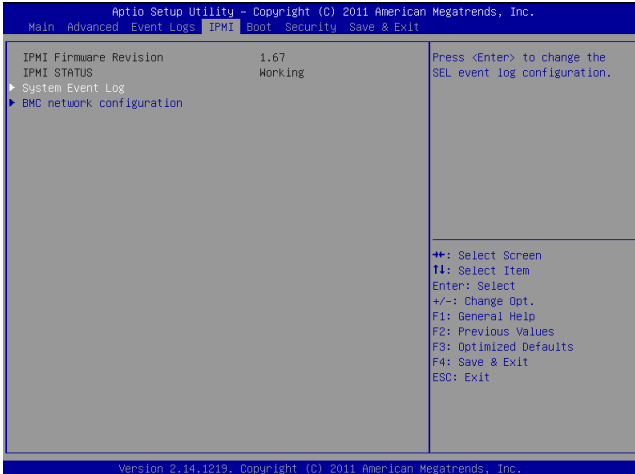 Aptio Setup Utility – Copyright (C) 2011 American Megatrends, Inc.
Main Advanced Event Logs IPMI Boot Security Save & Exit
IPMI Firmware Revision 1.67
IPMI STATUS Working
▶ System Event Log
▶ BMC network configuration
Press <Enter> to change the
SEL event log configuration.
→←: Select Screen
↑↓: Select Item
Enter: Select
+/-: Change Opt.
F1: General Help
F2: Previous Values
F3: Optimized Defaults
F4: Save & Exit
ESC: Exit
Version 2.14.1219. Copyright (C) 2011 American Megatrends, Inc.